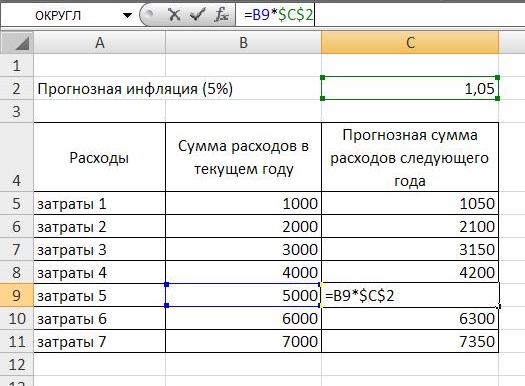 ОКРУГЛ fx =B9*$C$2
A B C
1
2 Прогнозная инфляция (5%) 1,05
3
Прогнозная сумма
Сумма расходов в расходов следующего
Расходы текущем году года
4
5 затраты 1 1000 1050
6 затраты 2 2000 2100
7 затраты 3 3000 3150
8 затраты 4 4000 4200
9 затраты 5 5000 =B9*$C$2
10 затраты 6 6000 6300
11 затраты 7 7000 7350
12